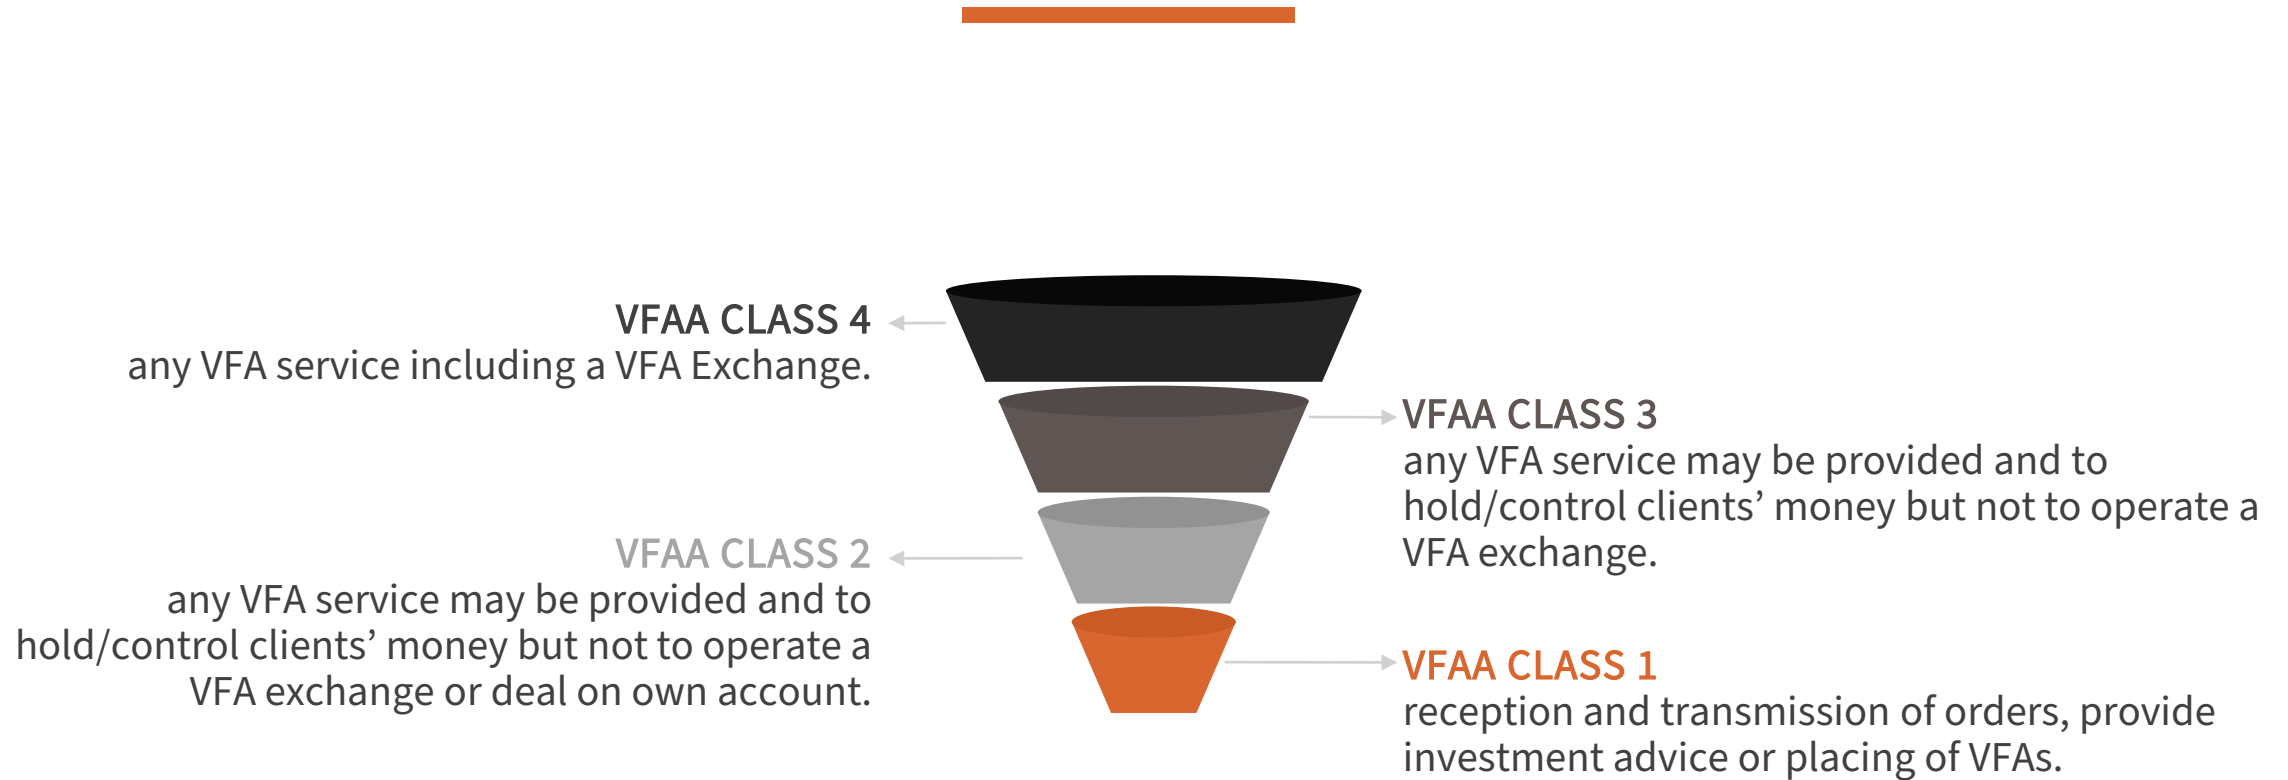 VFAA CLASS 4
any VFA service including a VFA Exchange.
VFAA CLASS 3
any VFA service may be provided and to
hold/control clients’ money but not to operate a
VFA exchange.
VFAA CLASS 2
any VFA service may be provided and to
hold/control clients’ money but not to operate a
VFA exchange or deal on own account.
VFAA CLASS 1
reception and transmission of orders, provide
investment advice or placing of VFAs.